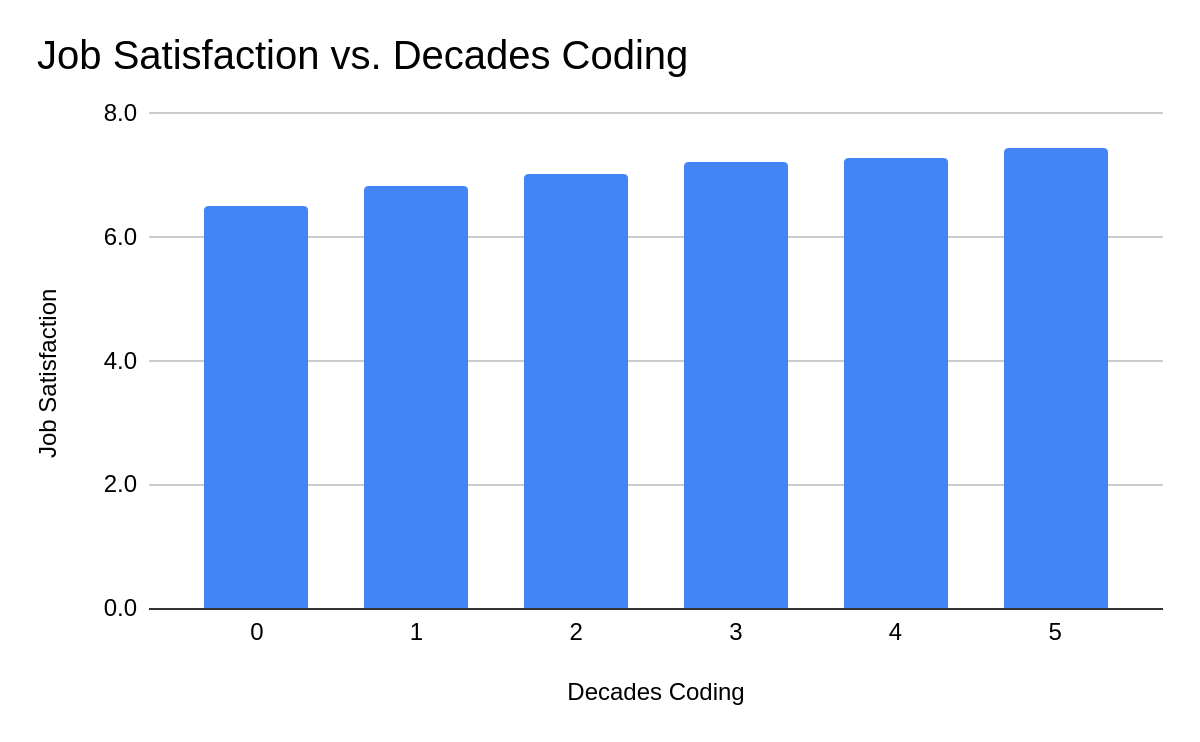 Job Satisfaction vs. Decades Coding
8.0
6.0
4.0
2.0
0.0
Job Satisfaction
0 1 2 3 4 5
Decades Coding